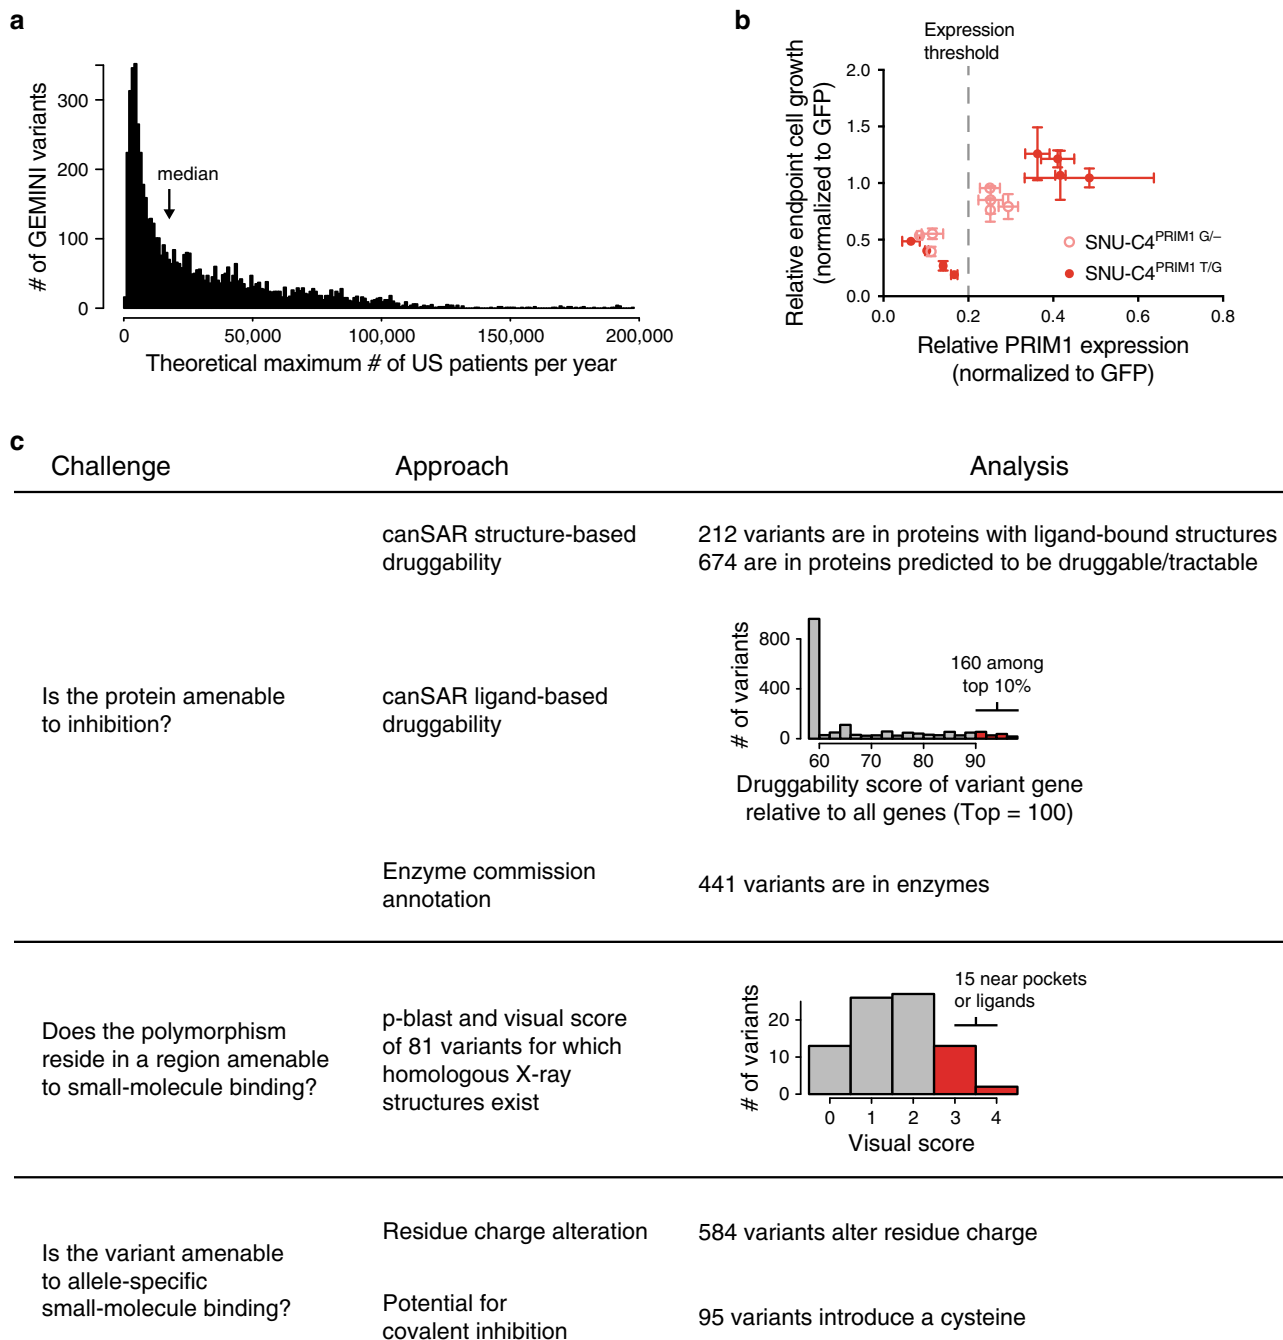 a
# of GEMINI variants
300
200
100
0
median
0
50,000
100,000
150,000
200,000
Theoretical maximum # of US patients per year
b
Expression
threshold
Relative endpoint cell growth
(normalized to GFP)
2.0
1.5
1.0
0.5
0.0
SNU-C4PRIM1 G/–
SNU-C4PRIM1 T/G
0.0
0.2
0.4
0.6
0.8
Relative PRIM1 expression
(normalized to GFP)
c
Challenge
Approach
Analysis
Is the protein amenable
to inhibition?
canSAR structure-based
druggability
212 variants are in proteins with ligand-bound structures
674 are in proteins predicted to be druggable/tractable
canSAR ligand-based
druggability
# of variants
800
400
0
160 among
top 10%
60
70
80
90
Druggability score of variant gene
relative to all genes (Top = 100)
Enzyme commission
annotation
441 variants are in enzymes
Does the polymorphism
reside in a region amenable
to small-molecule binding?
p-blast and visual score
of 81 variants for which
homologous X-ray
structures exist
# of variants
20
10
0
15 near pockets
or ligands
0
1
2
3
4
Visual score
Is the variant amenable
to allele-specific
small-molecule binding?
Residue charge alteration
584 variants alter residue charge
Potential for
covalent inhibition
95 variants introduce a cysteine